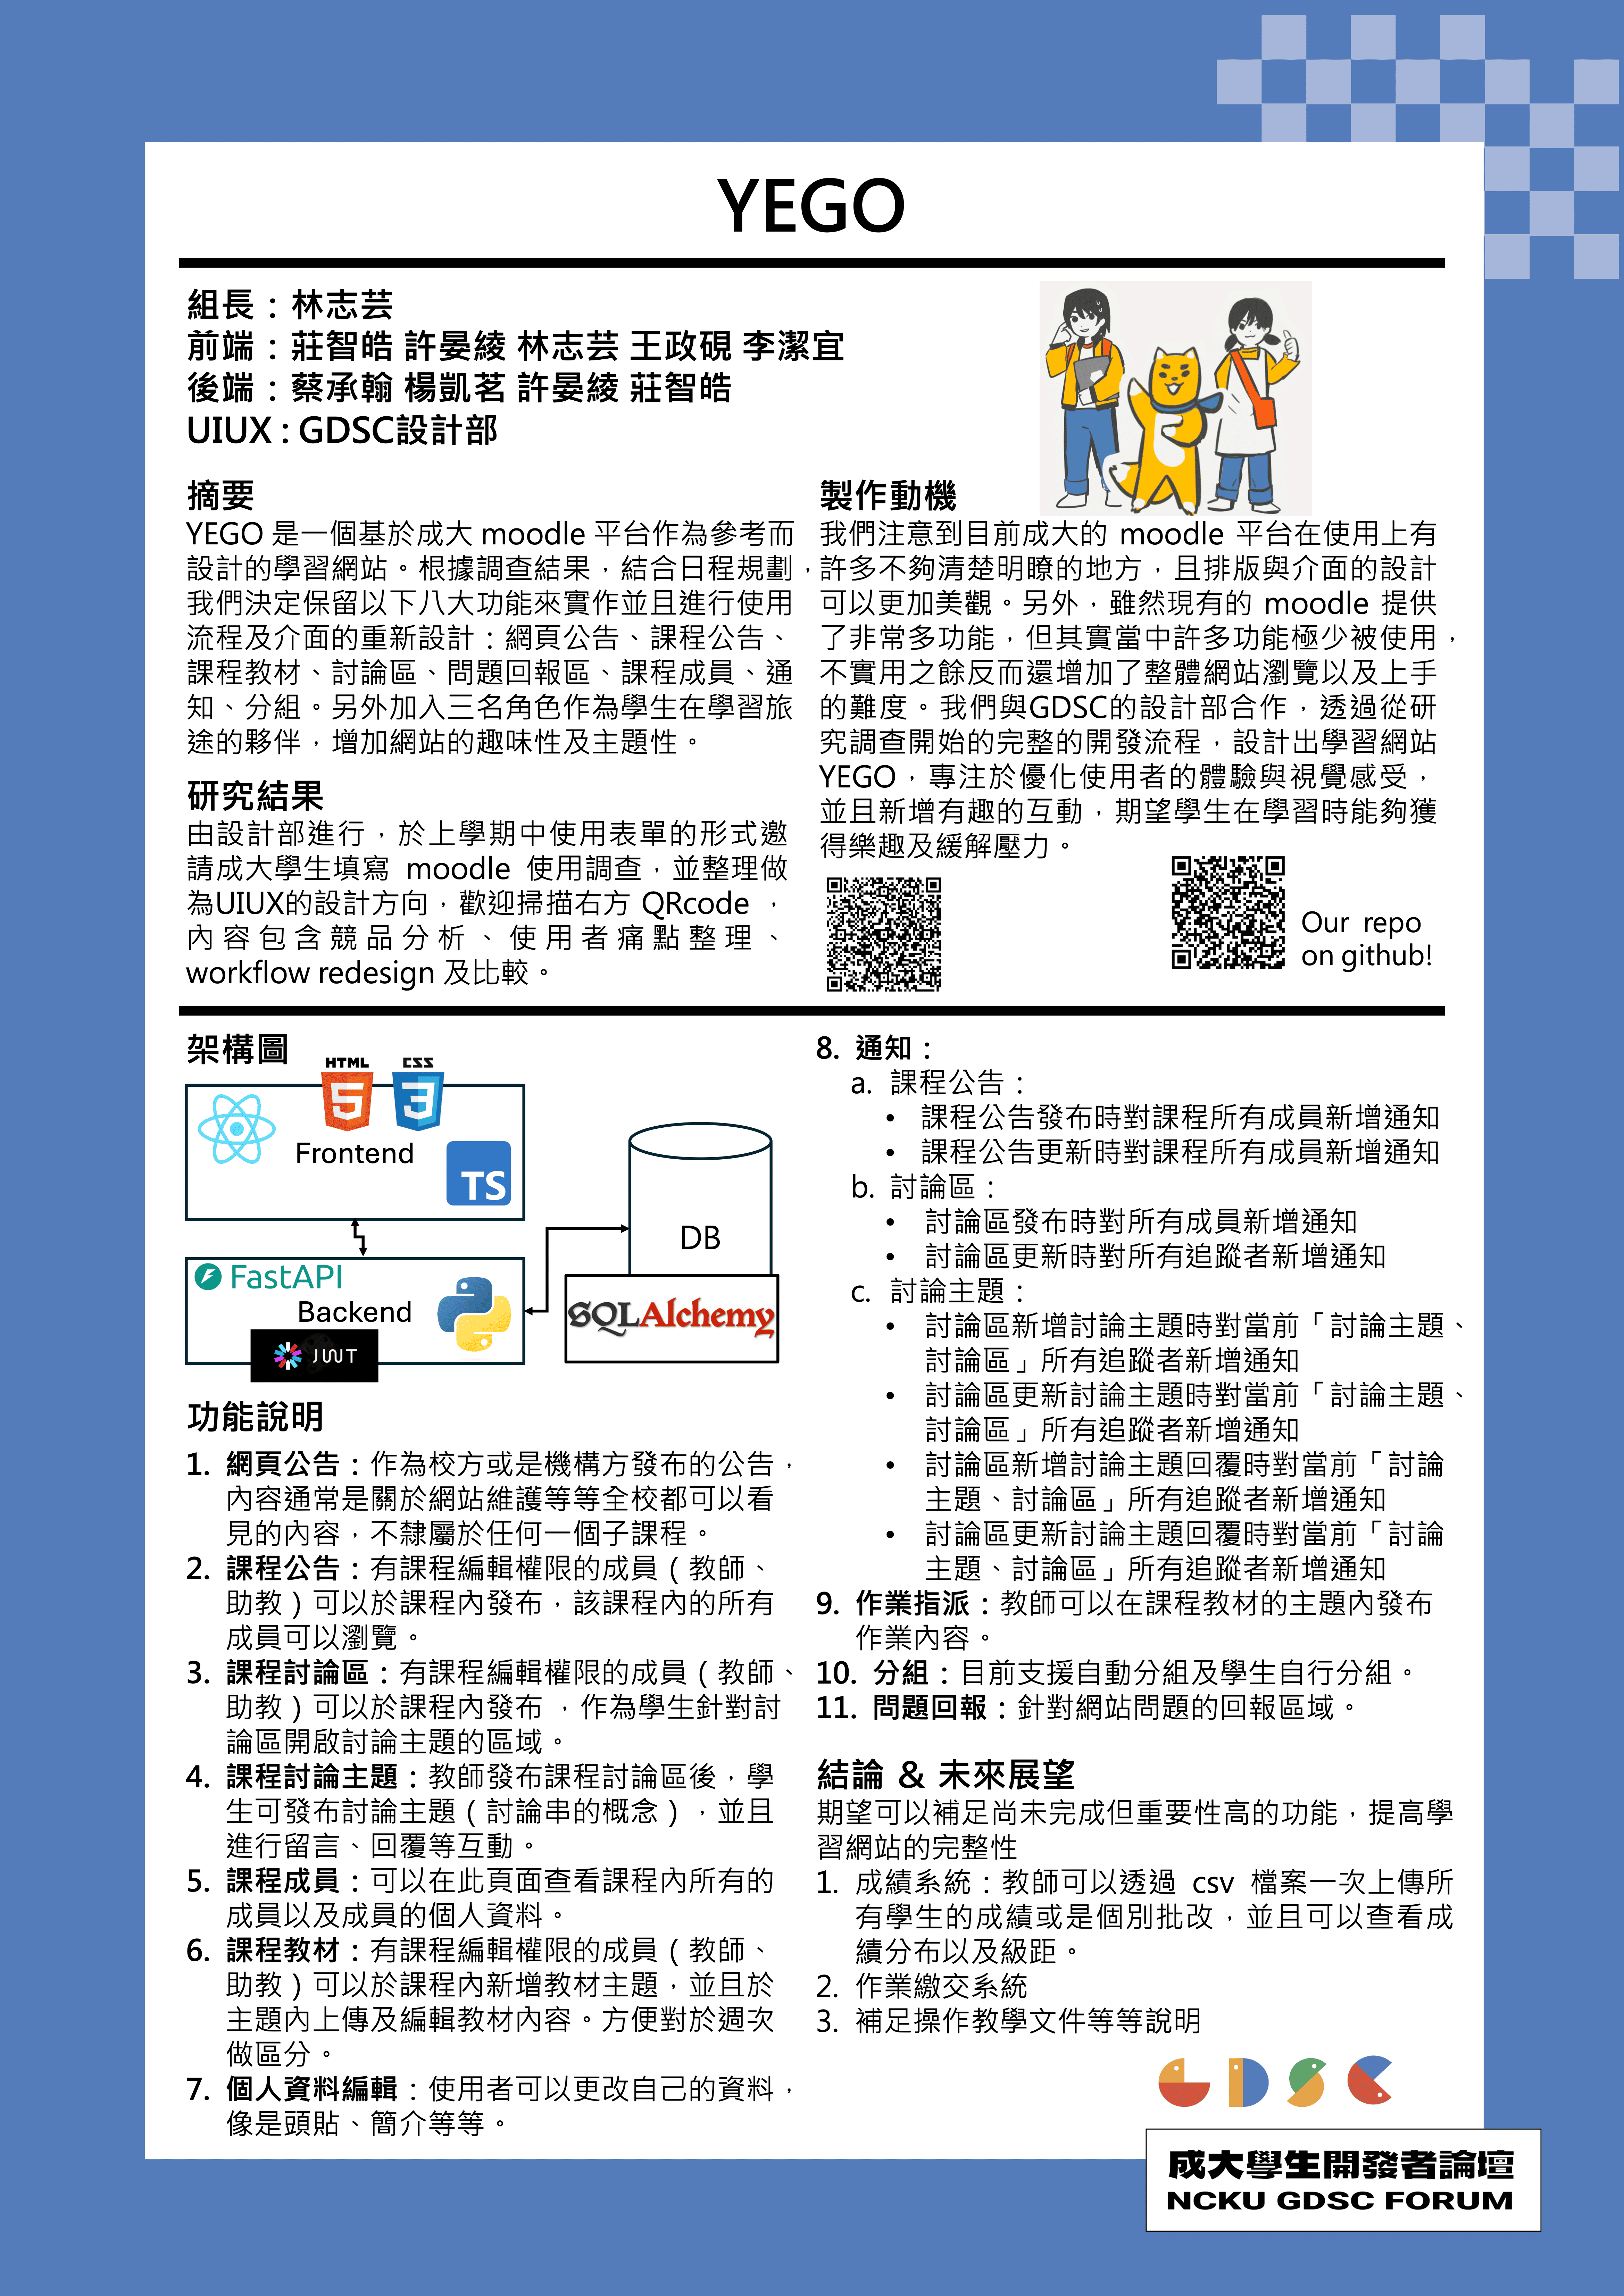 YEGO
組長：林志芸
前端：莊智皓 許晏綾 林志芸 王政硯 李潔宜
後端：蔡承翰 楊凱茗 許晏綾 莊智皓
UIUX : GDSC設計部
摘要
YEGO 是一個基於成大 moodle 平台作為參考而
設計的學習網站。根據調查結果，結合日程規劃，
我們決定保留以下八大功能來實作並且進行使用
流程及介面的重新設計：網頁公告、課程公告、
課程教材、討論區、問題回報區、課程成員、通
知、分組。另外加入三名角色作為學生在學習旅
途的夥伴，增加網站的趣味性及主題性。
研究結果
由設計部進行，於上學期中使用表單的形式邀
請成大學生填寫 moodle 使用調查，並整理做
為UIUX的設計方向，歡迎掃描右方 QRcode ，
內容包含競品分析、使用者痛點整理、
workflow redesign 及比較。
製作動機
我們注意到目前成大的 moodle 平台在使用上有
許多不夠清楚明瞭的地方，且排版與介面的設計
可以更加美觀。另外，雖然現有的 moodle 提供
了非常多功能，但其實當中許多功能極少被使用，
不實用之餘反而還增加了整體網站瀏覽以及上手
的難度。我們與GDSC的設計部合作，透過從研
究調查開始的完整的開發流程，設計出學習網站
YEGO，專注於優化使用者的體驗與視覺感受，
並且新增有趣的互動，期望學生在學習時能夠獲
得樂趣及緩解壓力。
Our repo
on github!
架構圖
HTML
5
CSS
3
Frontend
TS
FastAPI
Backend
JWT
DB
SQLAlchemy
功能說明
1. 網頁公告：作為校方或是機構方發布的公告，
內容通常是關於網站維護等等全校都可以看
見的內容，不隸屬於任何一個子課程。
2. 課程公告：有課程編輯權限的成員（教師、
助教）可以於課程內發布，該課程內的所有
成員可以瀏覽。
3. 課程討論區：有課程編輯權限的成員（教師、
助教）可以於課程內發布 ，作為學生針對討
論區開啟討論主題的區域。
4. 課程討論主題：教師發布課程討論區後，學
生可發布討論主題（討論串的概念），並且
進行留言、回覆等互動。
5. 課程成員：可以在此頁面查看課程內所有的
成員以及成員的個人資料。
6. 課程教材：有課程編輯權限的成員（教師、
助教）可以於課程內新增教材主題，並且於
主題內上傳及編輯教材內容。方便對於週次
做區分。
7. 個人資料編輯：使用者可以更改自己的資料，
像是頭貼、簡介等等。
8. 通知：
a. 課程公告：
• 課程公告發布時對課程所有成員新增通知
• 課程公告更新時對課程所有成員新增通知
b. 討論區：
• 討論區發布時對所有成員新增通知
• 討論區更新時對所有追蹤者新增通知
c. 討論主題：
• 討論區新增討論主題時對當前「討論主題、
討論區」所有追蹤者新增通知
• 討論區更新討論主題時對當前「討論主題、
討論區」所有追蹤者新增通知
• 討論區新增討論主題回覆時對當前「討論
主題、討論區」所有追蹤者新增通知
• 討論區更新討論主題回覆時對當前「討論
主題、討論區」所有追蹤者新增通知
9. 作業指派：教師可以在課程教材的主題內發布
作業內容。
10. 分組：目前支援自動分組及學生自行分組。
11. 問題回報：針對網站問題的回報區域。
結論 & 未來展望
期望可以補足尚未完成但重要性高的功能，提高學
習網站的完整性
1. 成績系統：教師可以透過 csv 檔案一次上傳所
有學生的成績或是個別批改，並且可以查看成
績分布以及級距。
2. 作業繳交系統
3. 補足操作教學文件等等說明
GDSC
成大學生開發者論壇
NCKU GDSC FORUM